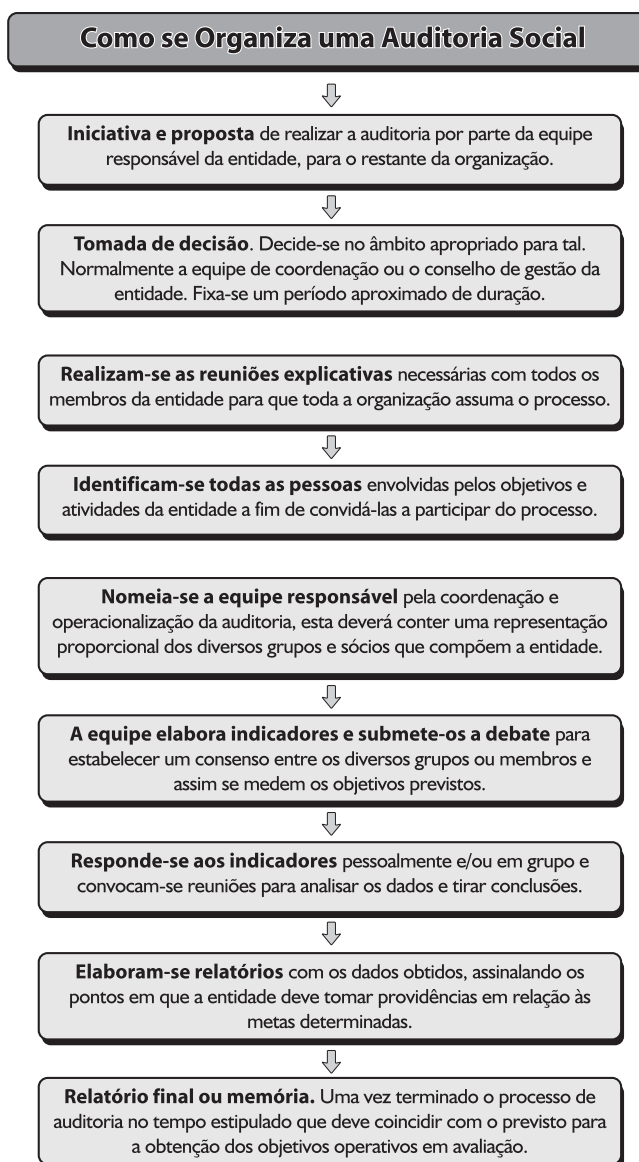 Como se Organiza uma Auditoria Social
Iniciativa e proposta de realizar a auditoria por parte da equipe
responsável da entidade, para o restante da organização.
Tomada de decisão. Decide-se no âmbito apropriado para tal.
Normalmente a equipe de coordenação ou o conselho de gestão da
entidade. Fixa-se um período aproximado de duração.
Realizam-se as reuniões explicativas necessárias com todos os
membros da entidade para que toda a organização assuma o processo.
Identificam-se todas as pessoas envolvidas pelos objetivos e
atividades da entidade a fim de convidá-las a participar do processo.
Nomeia-se a equipe responsável pela coordenação e
operacionalização da auditoria, esta deverá conter uma representação
proporcional dos diversos grupos e sócios que compõem a entidade.
A equipe elabora indicadores e submete-os a debate para
estabelecer um consenso entre os diversos grupos ou membros e
assim se medem os objetivos previstos.
Responde-se aos indicadores pessoalmente e/ou em grupo e
convocam-se reuniões para analisar os dados e tirar conclusões.
Elaboram-se relatórios com os dados obtidos, assinalando os
pontos em que a entidade deve tomar providências em relação às
metas determinadas.
Relatório final ou memória. Uma vez terminado o processo de
auditoria no tempo estipulado que deve coincidir com o previsto para
a obtenção dos objetivos operativos em avaliação.